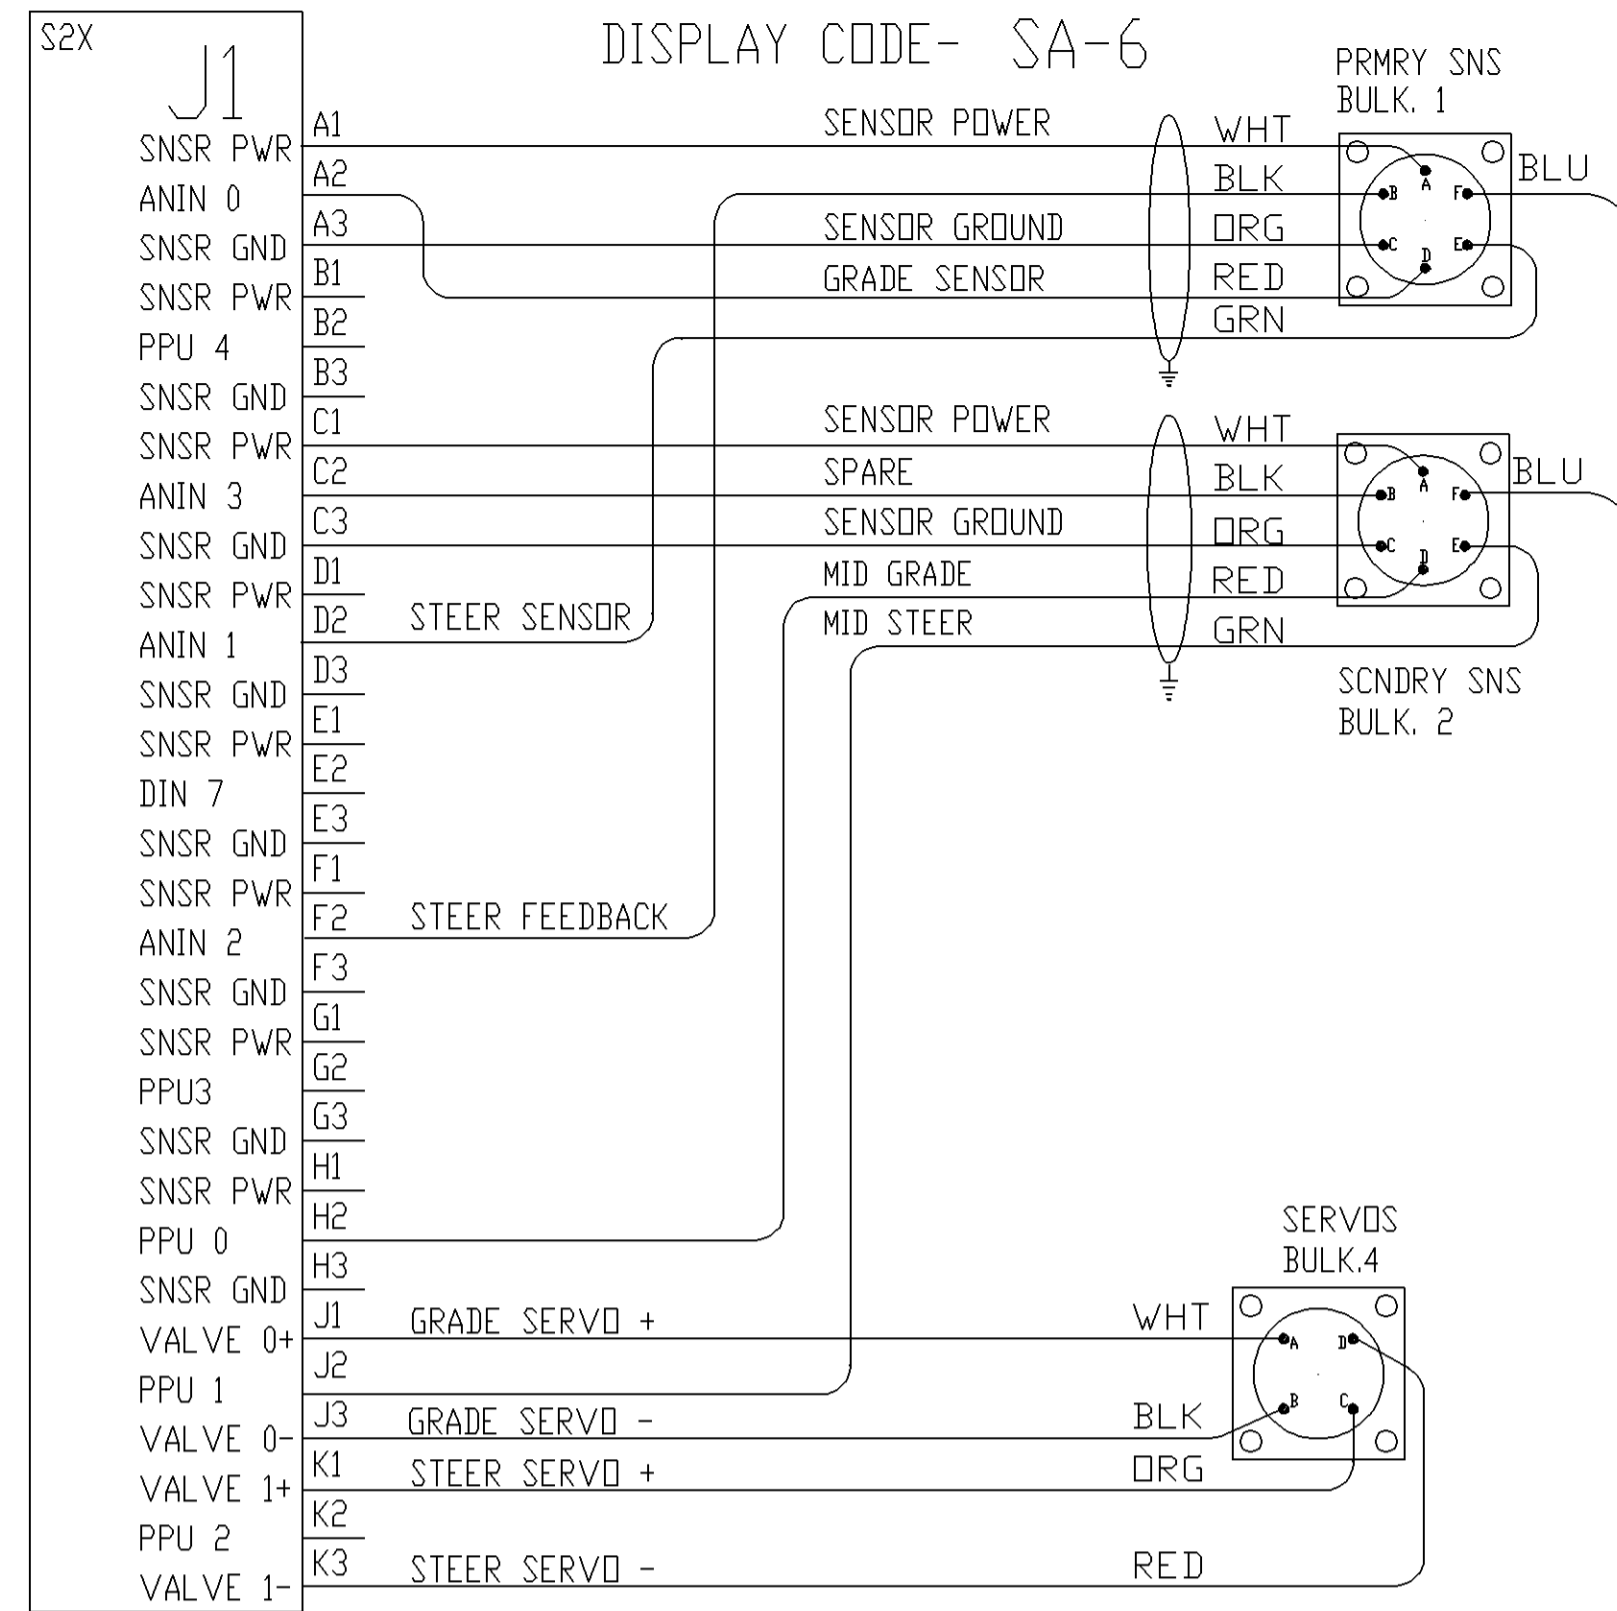 S2X
DISPLAY CODE- SA-6
J1
PRMRY SNS
BULK. 1
SNSR PWR A1 SENSOR POWER WHT
ANIN 0 A2 BLK
SNSR GND A3 SENSOR GROUND ORG
SNSR PWR B1 GRADE SENSOR RED
PPU 4 B2 GRN
SNSR GND B3
A
B
C
D
E
F
BLU
SNSR PWR C1 SENSOR POWER WHT
ANIN 3 C2 SPARE BLK
SNSR GND C3 SENSOR GROUND ORG
SNSR PWR D1 MID GRADE RED
ANIN 1 D2 STEER SENSOR MID STEER GRN
A
B
C
D
E
F
BLU
SCNDRY SNS
BULK. 2
SNSR GND D3
SNSR PWR E1
DIN 7 E2
SNSR GND E3
SNSR PWR F1
ANIN 2 F2 STEER FEEDBACK
SNSR GND F3
SNSR PWR G1
PPU3 G2
SNSR GND G3
SNSR PWR H1
PPU 0 H2
SNSR GND H3
SERVOS
BULK.4
VALVE 0+ J1 GRADE SERVO + WHT
PPU 1 J2
VALVE 0- J3 GRADE SERVO - BLK
VALVE 1+ K1 STEER SERVO + ORG
PPU 2 K2
VALVE 1- K3 STEER SERVO - RED
A
B
C
D